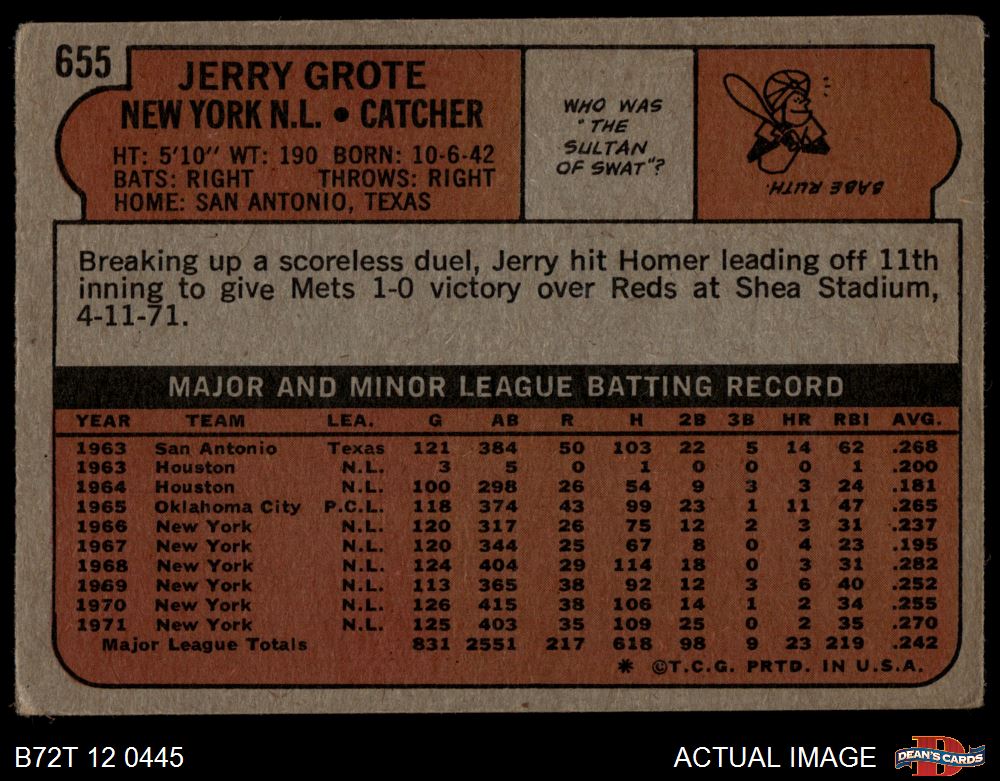 655
JERRY GROTE
NEW YORK N.L. • CATCHER
HT: 5'10" WT: 190 BORN: 10-6-42
BATS: RIGHT THROWS: RIGHT
HOME: SAN ANTONIO, TEXAS
WHO WAS
"THE
SULTAN
OF SWAT"?
BABE RUTH.
Breaking up a scoreless duel, Jerry hit Homer leading off 11th
inning to give Mets 1-0 victory over Reds at Shea Stadium,
4-11-71.
MAJOR AND MINOR LEAGUE BATTING RECORD
YEAR TEAM LEA. G AB R H 2B 3B HR RBI AVG.
1963 San Antonio Texas 121 384 50 103 22 5 14 62 .268
1963 Houston N.L. 3 5 0 1 0 0 0 1 .200
1964 Houston N.L. 100 298 26 54 9 3 3 24 .181
1965 Oklahoma City P.C.L. 118 374 43 99 23 1 11 47 .265
1966 New York N.L. 120 317 26 75 12 2 3 31 .237
1967 New York N.L. 120 344 25 67 8 0 4 23 .195
1968 New York N.L. 124 404 29 114 18 0 3 31 .282
1969 New York N.L. 113 365 38 92 12 3 6 40 .252
1970 New York N.L. 126 415 38 106 14 1 2 34 .255
1971 New York N.L. 125 403 35 109 25 0 2 35 .270
Major League Totals 831 2551 217 618 98 9 23 219 .242
* ©T.C.G. PRTD. IN U.S.A.
B72T 12 0445
ACTUAL IMAGE
D
DEAN'S CARDS